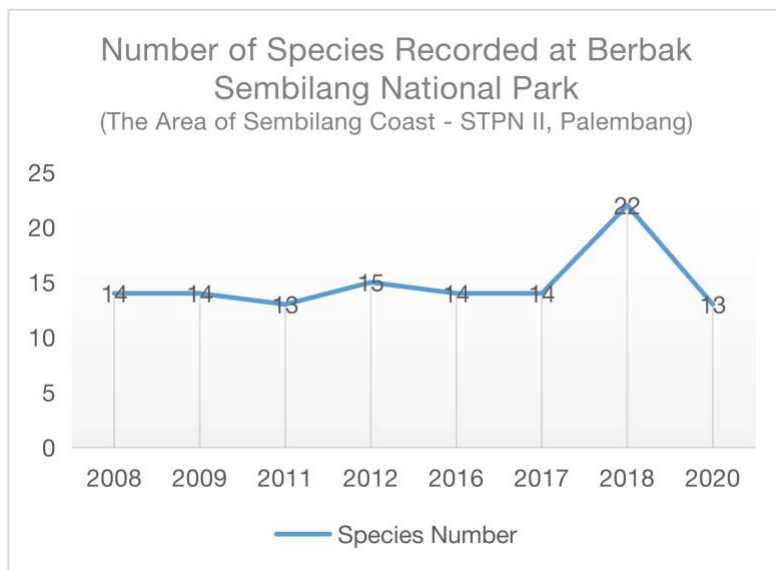 Number of Species Recorded at Berbak
Sembilang National Park
(The Area of Sembilang Coast - STPN II, Palembang)
25
20
15
10
5
0
14
14
13
15
14
14
22
13
2008 2009 2011 2012 2016 2017 2018 2020
Species Number